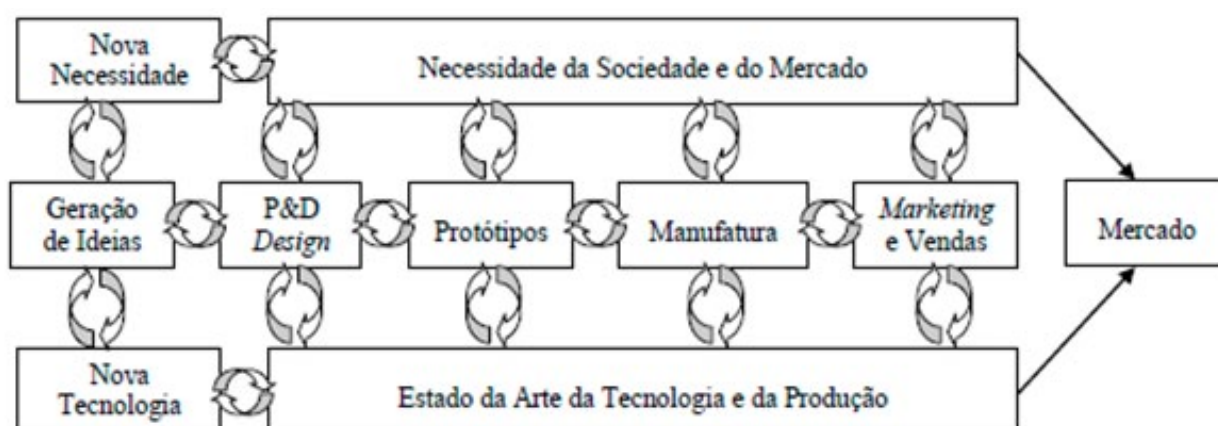 Nova
Necessidade
Necessidade da Sociedade e do Mercado
Geração
de Ideias
P&D
Design
Protótipos
Manufatura
Marketing
e Vendas
Mercado
Nova
Tecnologia
Estado da Arte da Tecnologia e da Produção